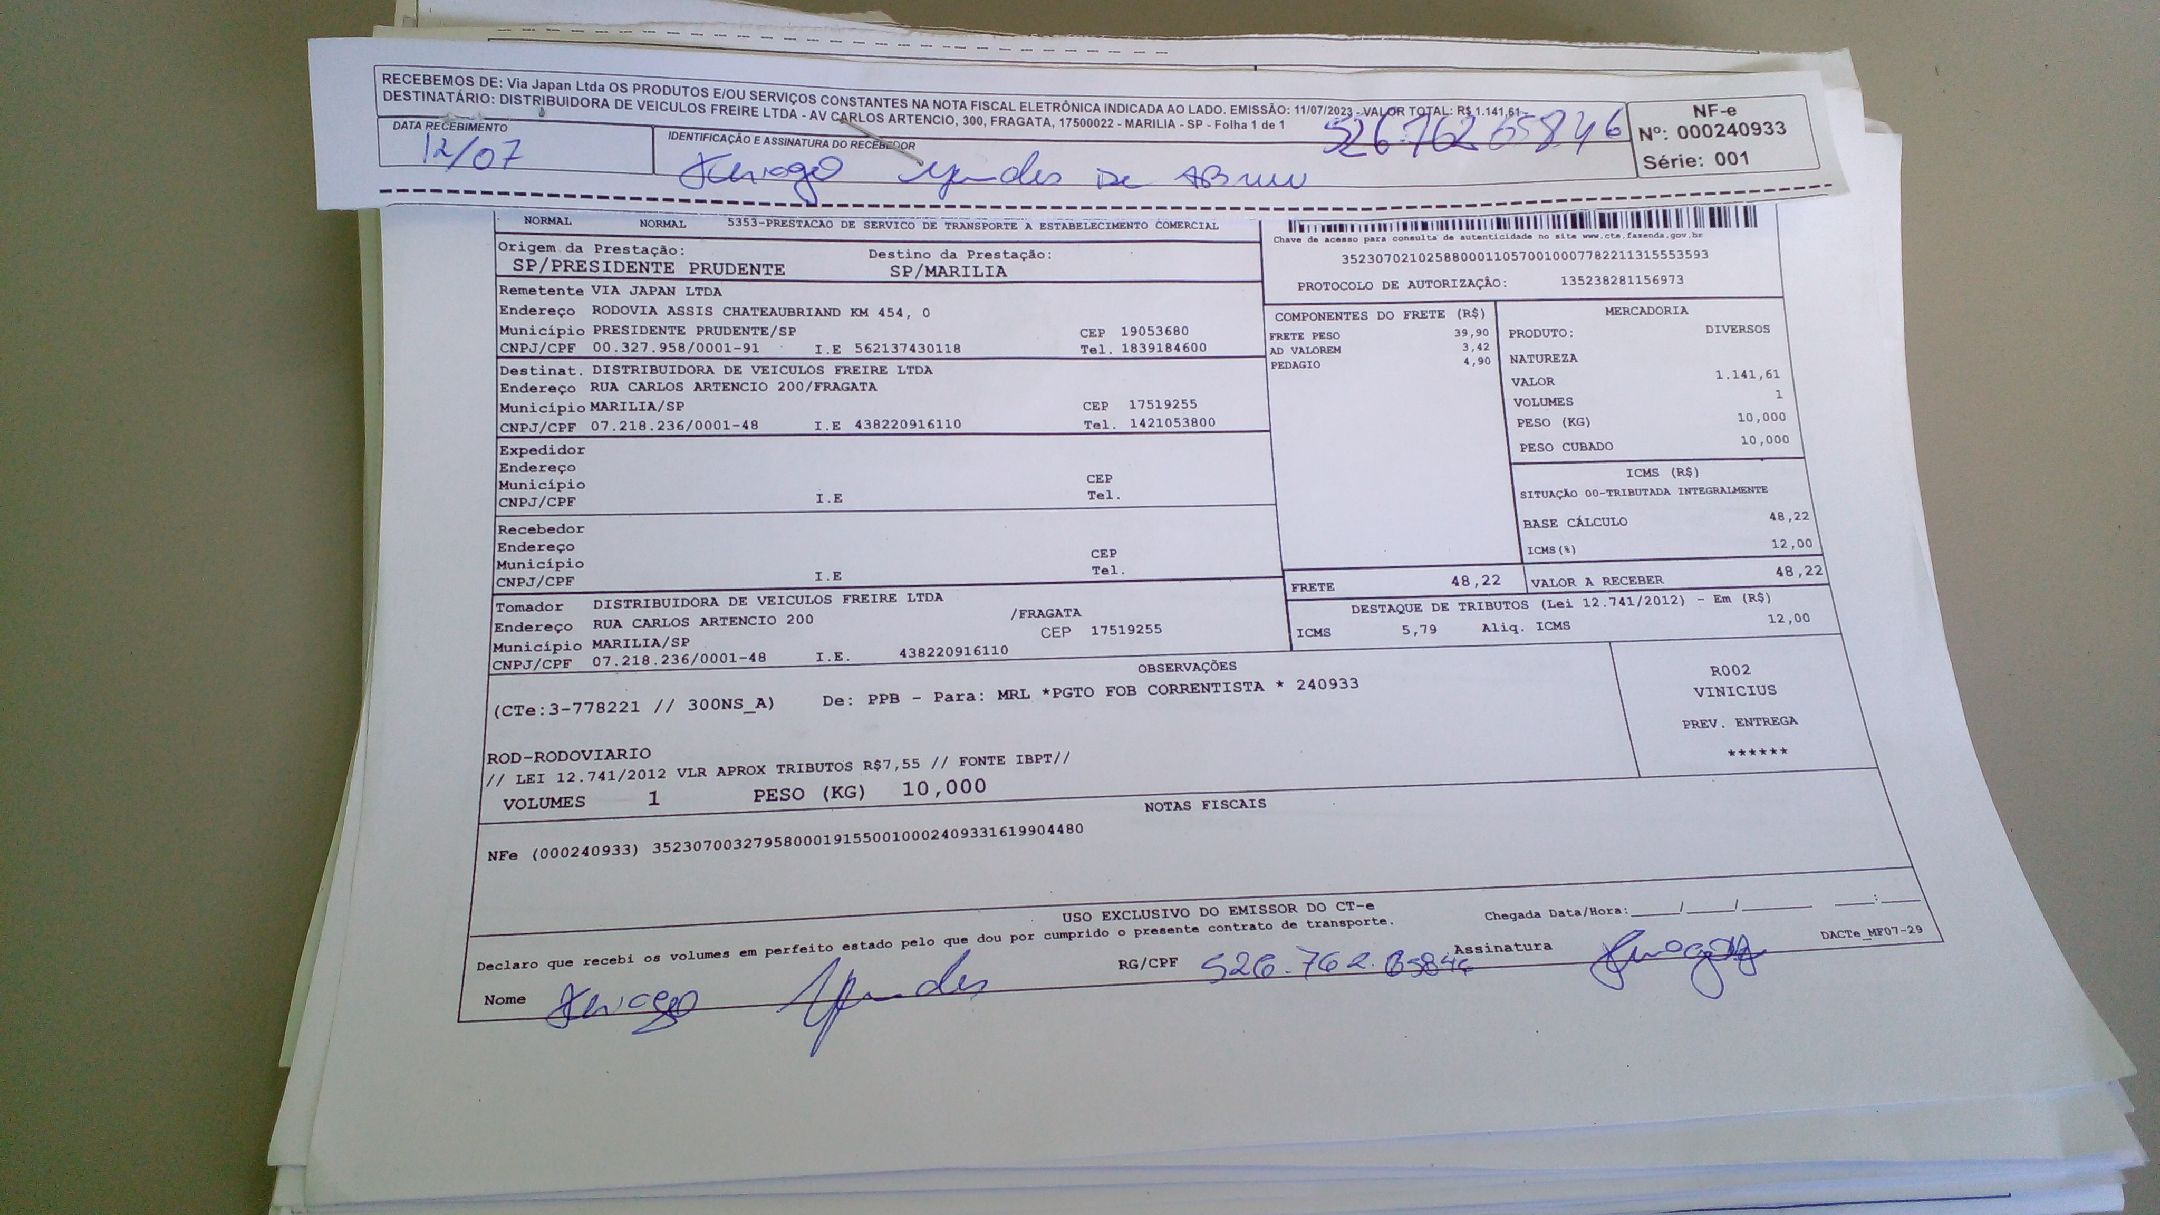 RECEBEMOS DE: Via Japan Ltda OS PRODUTOS E/OU SERVIÇOS CONSTANTES NA NOTA FISCAL ELETRÔNICA INDICADA AO LADO. EMISSÃO: 11/07/2023 - VALOR TOTAL: R$ 1.141,61
DESTINATÁRIO: DISTRIBUIDORA DE VEICULOS FREIRE LTDA - AV CARLOS ARTENCIO, 300, FRAGATA, 17500022 - MARILIA - SP - Folha 1 de 1
526.762 658 46
NF-e
Nº: 000240933
Série: 001
DATA RECEBIMENTO
12/07
IDENTIFICAÇÃO E ASSINATURA DO RECEBEDOR
Thiago Mendes De ABreu
NORMAL NORMAL 5353-PRESTACAO DE SERVICO DE TRANSPORTE A ESTABELECIMENTO COMERCIAL
Chave de acesso para consulta de autenticidade no site www.cte.fazenda.gov.br
35230702102588000110570010007782211315553593
PROTOCOLO DE AUTORIZAÇÃO: 135238281156973
Origem da Prestação: Destino da Prestação:
SP/PRESIDENTE PRUDENTE SP/MARILIA
Remetente VIA JAPAN LTDA
Endereço RODOVIA ASSIS CHATEAUBRIAND KM 454, 0
Município PRESIDENTE PRUDENTE/SP CEP 19053680
CNPJ/CPF 00.327.958/0001-91 I.E 562137430118 Tel. 1839184600
Destinat. DISTRIBUIDORA DE VEICULOS FREIRE LTDA
Endereço RUA CARLOS ARTENCIO 200/FRAGATA
Município MARILIA/SP CEP 17519255
CNPJ/CPF 07.218.236/0001-48 I.E 438220916110 Tel. 1421053800
Expedidor
Endereço
Município CEP
CNPJ/CPF I.E Tel.
Recebedor
Endereço
Município CEP
CNPJ/CPF I.E Tel.
Tomador DISTRIBUIDORA DE VEICULOS FREIRE LTDA
Endereço RUA CARLOS ARTENCIO 200 /FRAGATA
Município MARILIA/SP CEP 17519255
CNPJ/CPF 07.218.236/0001-48 I.E. 438220916110
COMPONENTES DO FRETE (R$)
FRETE PESO 39,90
AD VALOREM 3,42
PEDAGIO 4,90
MERCADORIA
PRODUTO: DIVERSOS
NATUREZA
VALOR 1.141,61
VOLUMES 1
PESO (KG) 10,000
PESO CUBADO 10,000
ICMS (R$)
SITUAÇÃO 00-TRIBUTADA INTEGRALMENTE
BASE CÁLCULO 48,22
ICMS(%) 12,00
FRETE 48,22 VALOR A RECEBER 48,22
DESTAQUE DE TRIBUTOS (Lei 12.741/2012) - Em (R$)
ICMS 5,79 Aliq. ICMS 12,00
OBSERVAÇÕES
(CTe:3-778221 // 300NS_A) De: PPB - Para: MRL *PGTO FOB CORRENTISTA * 240933
R002
VINICIUS
PREV. ENTREGA
******
ROD-RODOVIARIO
// LEI 12.741/2012 VLR APROX TRIBUTOS R$7,55 // FONTE IBPT//
VOLUMES 1 PESO (KG) 10,000
NOTAS FISCAIS
NFe (000240933) 35230700327958000191550010002409331619904480
USO EXCLUSIVO DO EMISSOR DO CT-e
Declaro que recebi os volumes em perfeito estado pelo que dou por cumprido o presente contrato de transporte.
Chegada Data/Hora:_____/_____/_______ ____:____
Nome Thiago Mendes RG/CPF 526.762.65846 Assinatura Thiago
DACTe_MF07-29